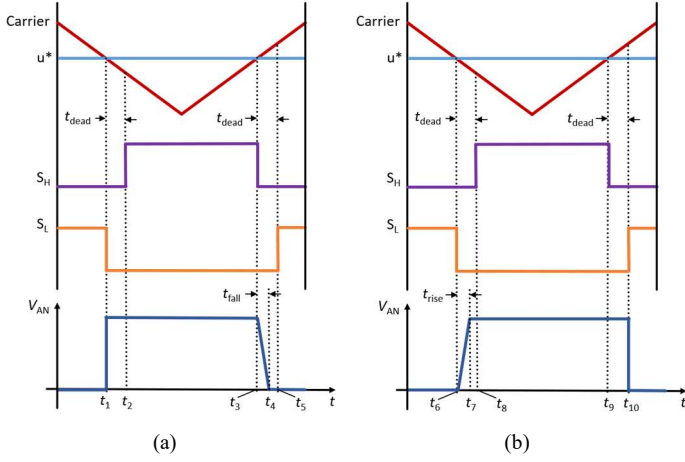 Carrier
u*
t_dead
t_dead
S_H
S_L
t_fall
V_AN
t_1
t_2
t_3
t_4
t_5
t
(a)
Carrier
u*
t_dead
t_dead
S_H
S_L
t_rise
V_AN
t_6
t_7
t_8
t_9
t_10
t
(b)